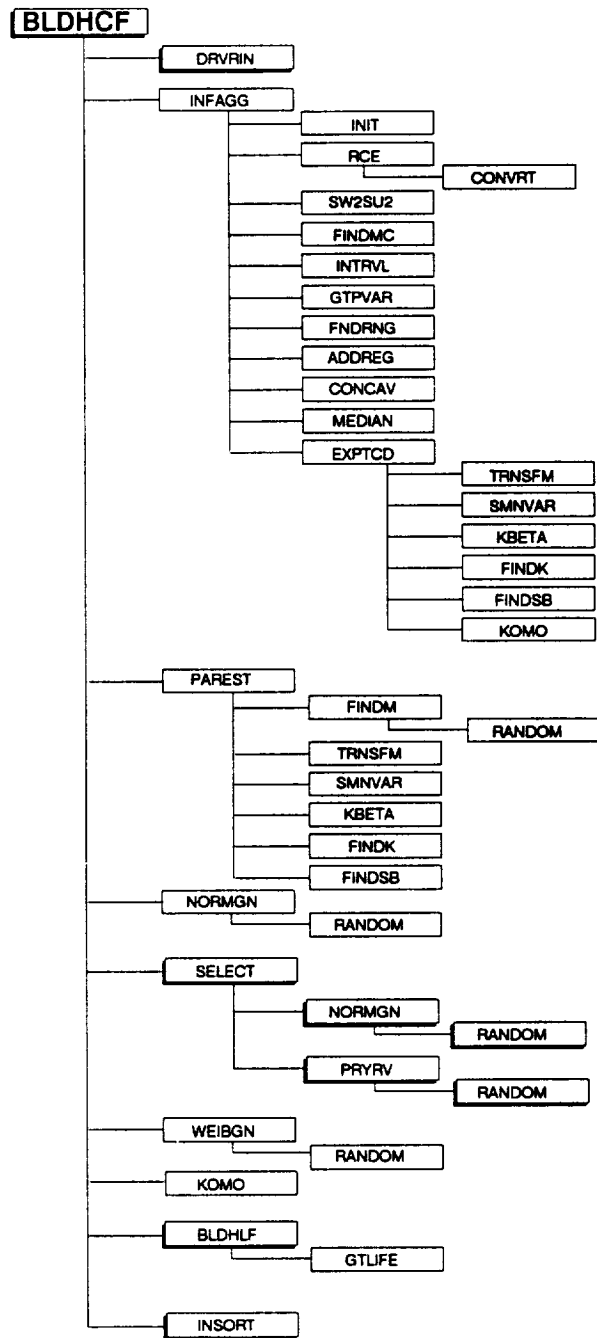 BLDHCF
DRVRIN
INFAGG
INIT
RCE
CONVRT
SW2SU2
FINDMC
INTRVL
GTPVAR
FNDRNG
ADDREG
CONCAV
MEDIAN
EXPTCD
TRNSFM
SMNVAR
KBETA
FINDK
FINDSB
KOMO
PAREST
FINDM
RANDOM
TRNSFM
SMNVAR
KBETA
FINDK
FINDSB
NORMGN
RANDOM
SELECT
NORMGN
RANDOM
PRYRV
RANDOM
WEIBGN
RANDOM
KOMO
BLDHLF
GTLIFE
INSORT